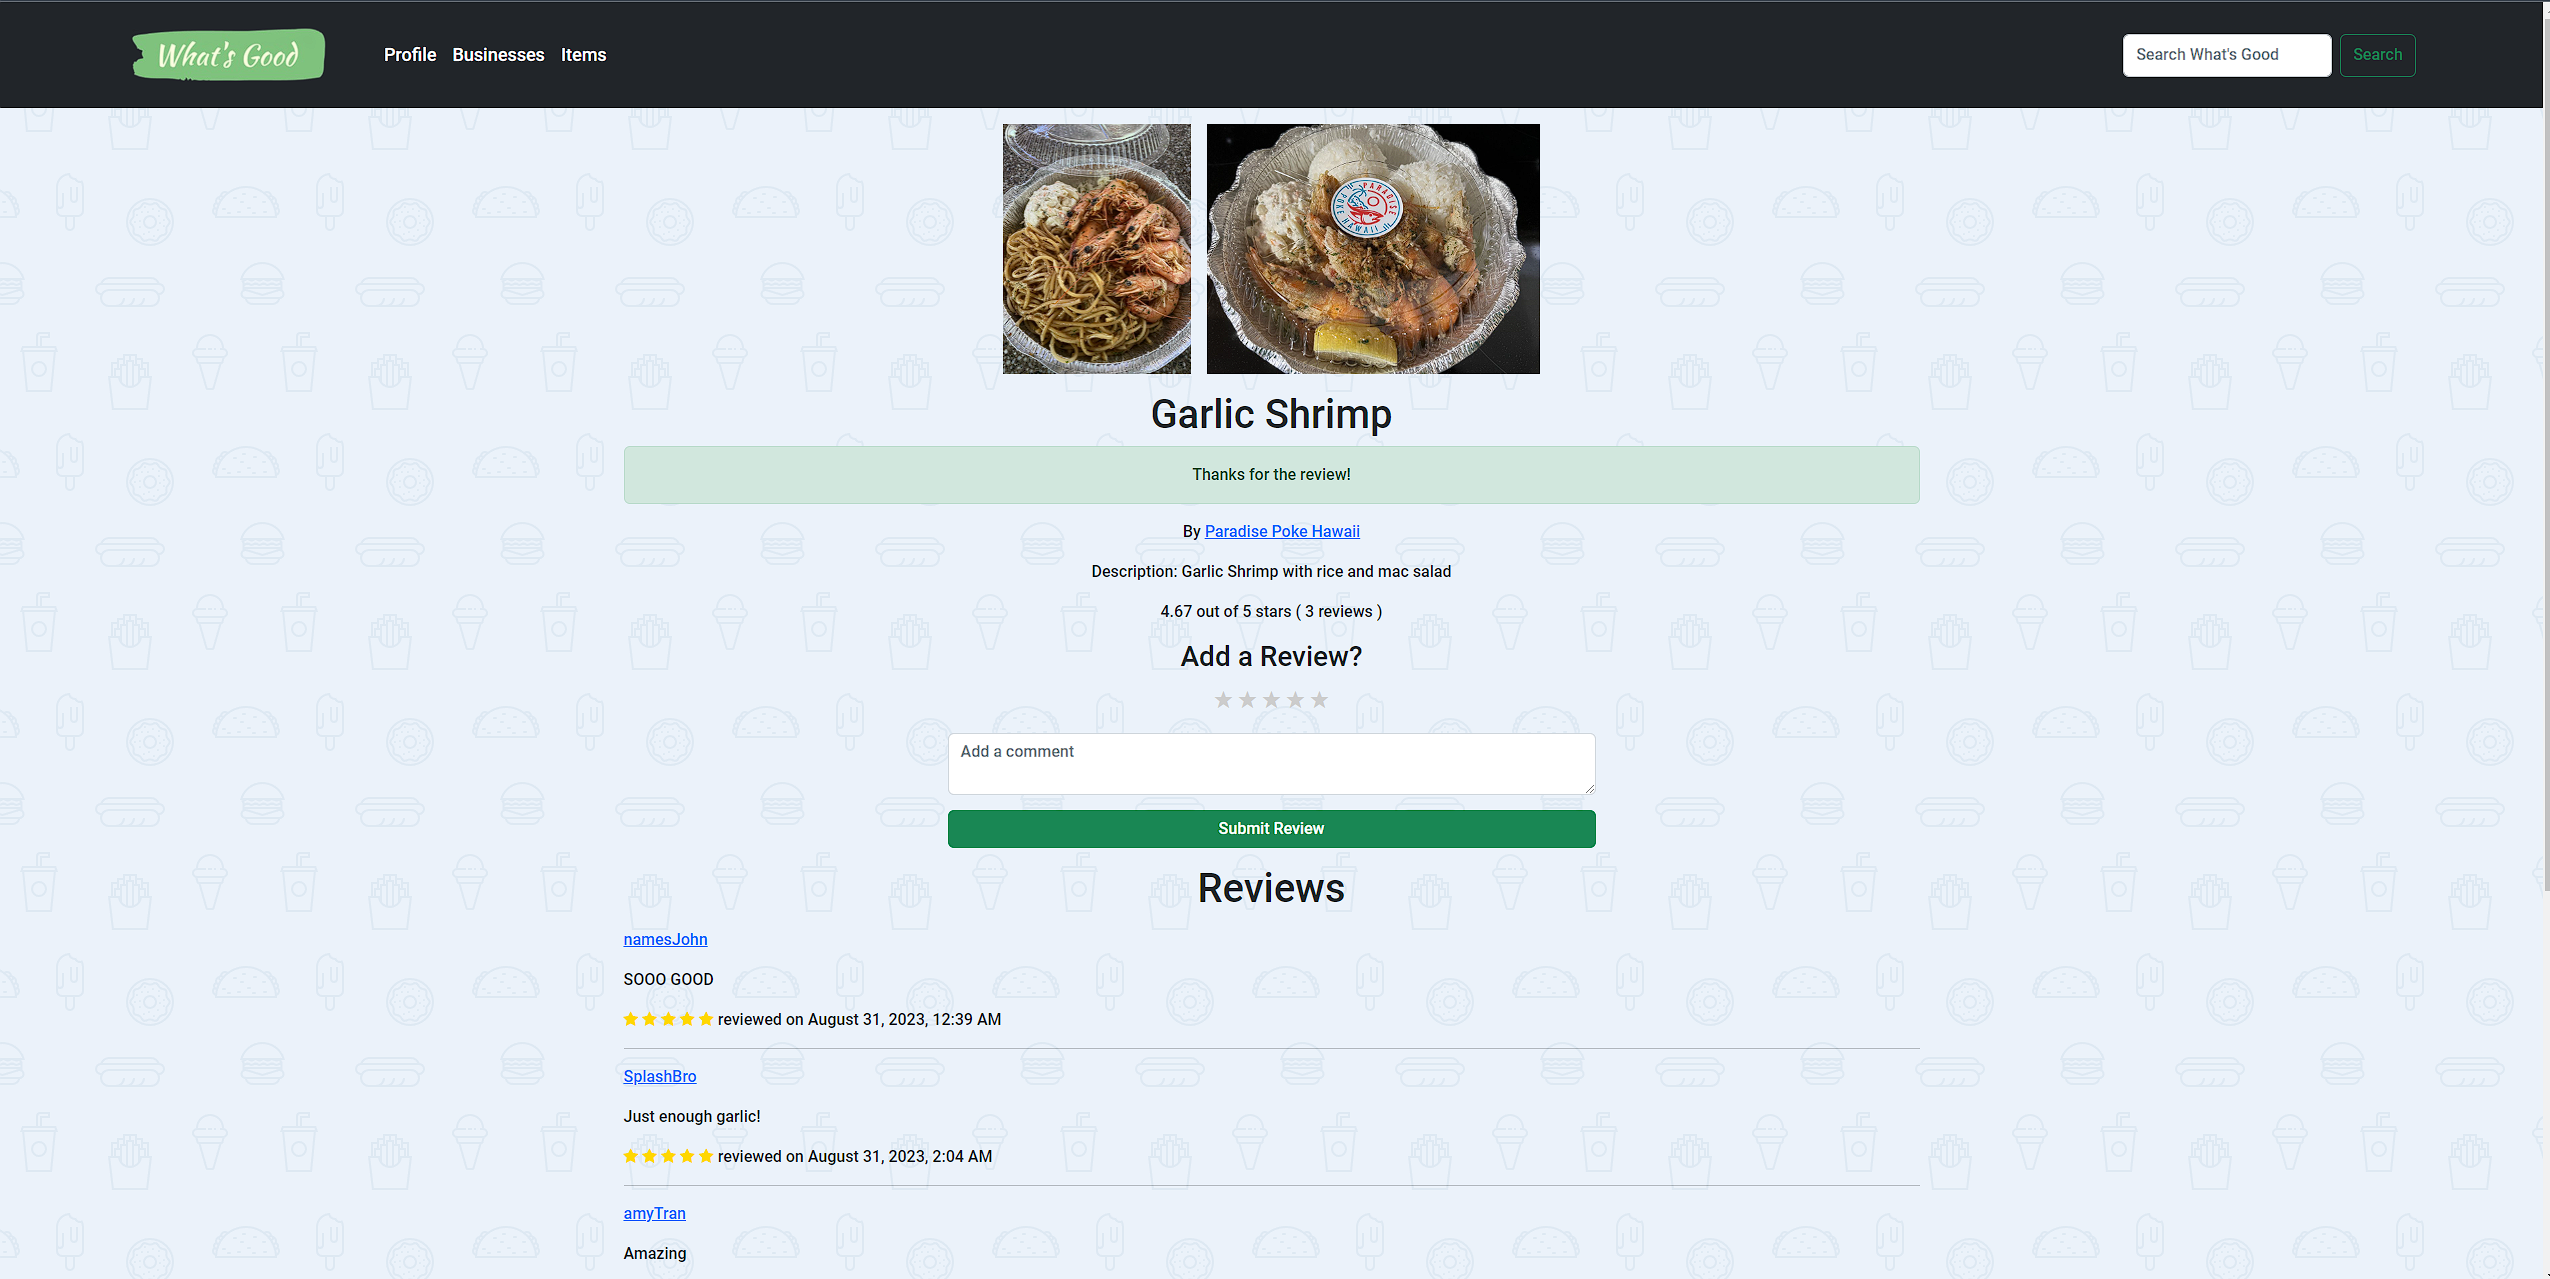 What's Good
Profile Businesses Items
Search What's Good
Search
PARADISE
POKE HAWAII
Garlic Shrimp
Thanks for the review!
By Paradise Poke Hawaii
Description: Garlic Shrimp with rice and mac salad
4.67 out of 5 stars ( 3 reviews )
Add a Review?
Add a comment
Submit Review
Reviews
namesJohn
SOOO GOOD
reviewed on August 31, 2023, 12:39 AM
SplashBro
Just enough garlic!
reviewed on August 31, 2023, 2:04 AM
amyTran
Amazing